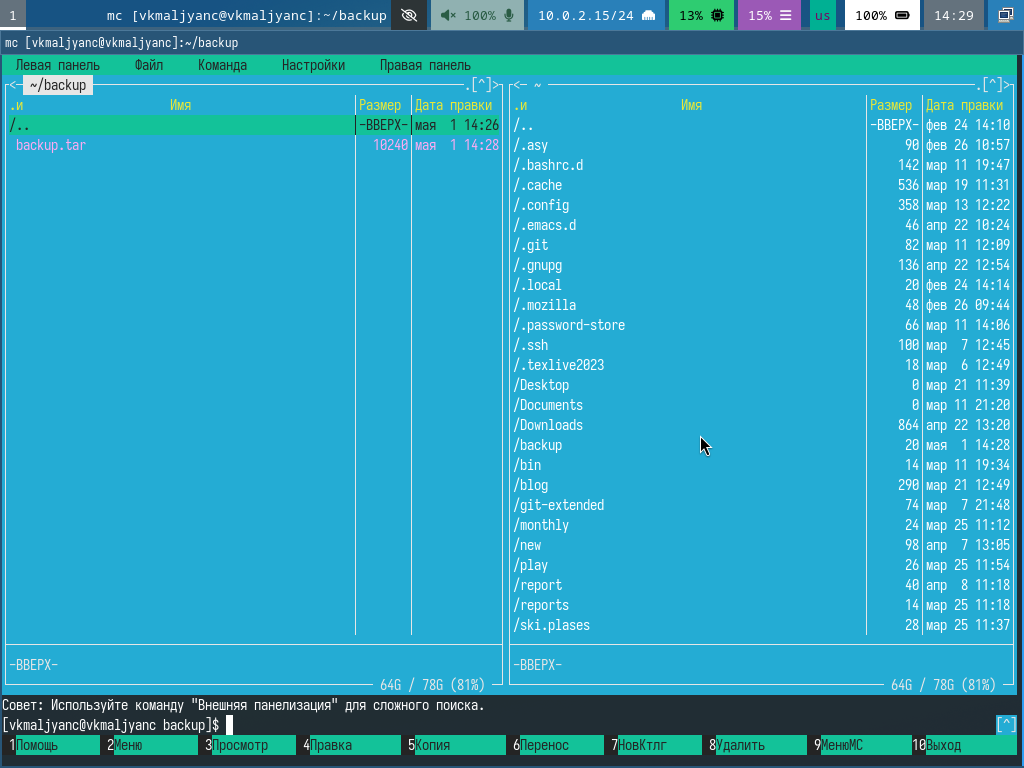 1 mc [vkmaljyanc@vkmaljyanc]:~/backup 100% 10.0.2.15/24 13% 15% us 100% 14:29
mc [vkmaljyanc@vkmaljyanc]:~/backup
Левая панель Файл Команда Настройки Правая панель
<─ ~/backup .[^]>
.и Имя Размер Дата правки
/.. -ВВЕРХ- мая 1 14:26
backup.tar 10240 мая 1 14:28
-ВВЕРХ-
64G / 78G (81%)
<─ ~ .[^]>
.и Имя Размер Дата правки
/.. -ВВЕРХ- фев 24 14:10
/.asy 90 фев 26 10:57
/.bashrc.d 142 мар 11 19:47
/.cache 536 мар 19 11:31
/.config 358 мар 13 12:22
/.emacs.d 46 апр 22 10:24
/.git 82 мар 11 12:09
/.gnupg 136 апр 22 12:54
/.local 20 фев 24 14:14
/.mozilla 48 фев 26 09:44
/.password-store 66 мар 11 14:06
/.ssh 100 мар 7 12:45
/.texlive2023 18 мар 6 12:49
/Desktop 0 мар 21 11:39
/Documents 0 мар 11 21:20
/Downloads 864 апр 22 13:20
/backup 20 мая 1 14:28
/bin 14 мар 11 19:34
/blog 290 мар 21 12:49
/git-extended 74 мар 7 21:48
/monthly 24 мар 25 11:12
/new 98 апр 7 13:05
/play 26 мар 25 11:54
/report 40 апр 8 11:18
/reports 14 мар 25 11:18
/ski.plases 28 мар 25 11:37
-ВВЕРХ-
64G / 78G (81%)
Совет: Используйте команду "Внешняя панелизация" для сложного поиска.
[vkmaljyanc@vkmaljyanc backup]$ [^]
1Помощь 2Меню 3Просмотр 4Правка 5Копия 6Перенос 7НовКтлг 8Удалить 9МенюМС 10Выход